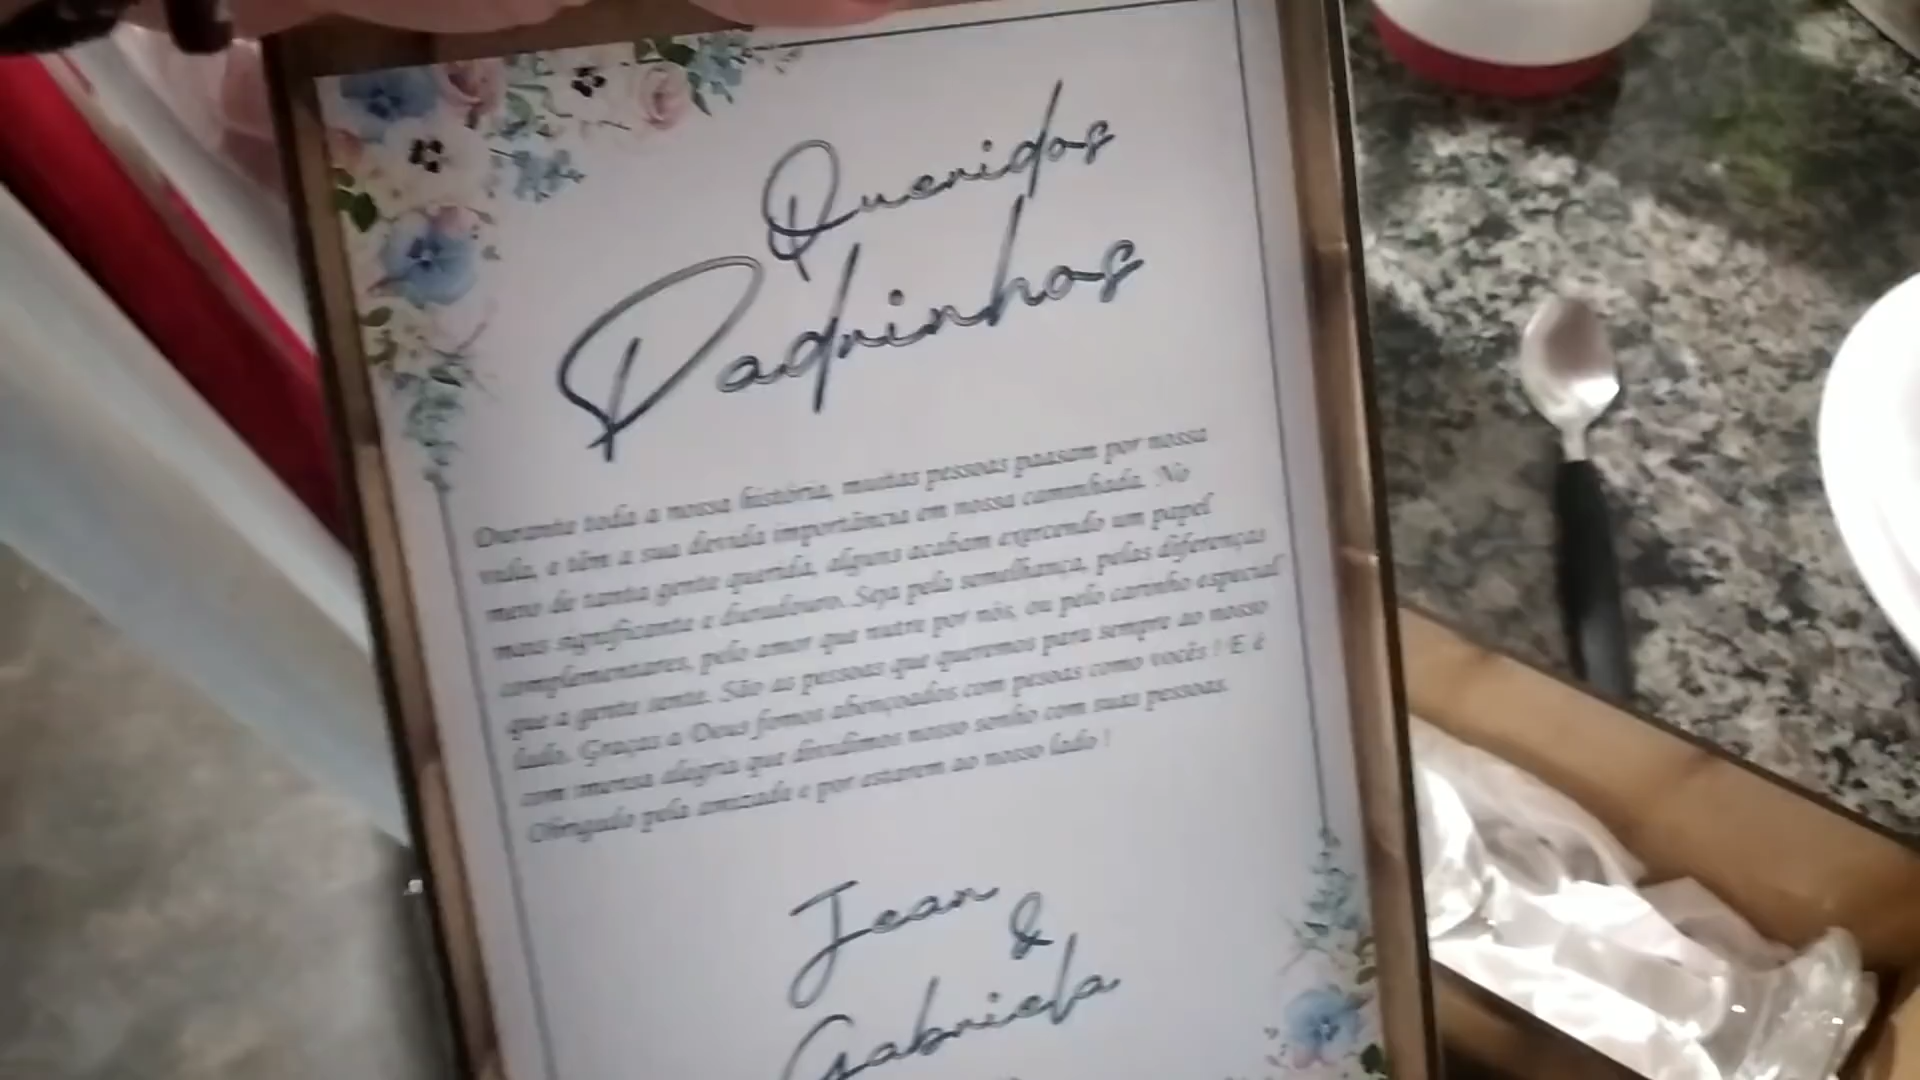 Queridos
Padrinhos
Durante toda a nossa história, muitas pessoas paasam por nossa
vida, e têm a sua devida importância em nossa caminhada. No
meio de tanta gente querida, alguns acabam exercendo um papel
mais significante e duradouro. Seja pela semelhança, pelas diferenças
complementares, pelo amor que nutre por nós, ou pelo carinho especial
que a gente sente. São as pessoas que queremos para sempre ao nosso
lado. Graças a Deus fomos abençoados com pesoas como vocês ! E é
com imensa alegria que dividimos nosso sonho com suas pessoas.
Obrigado pela amizade e por estarem ao nosso lado !
Jean
&
Gabriela